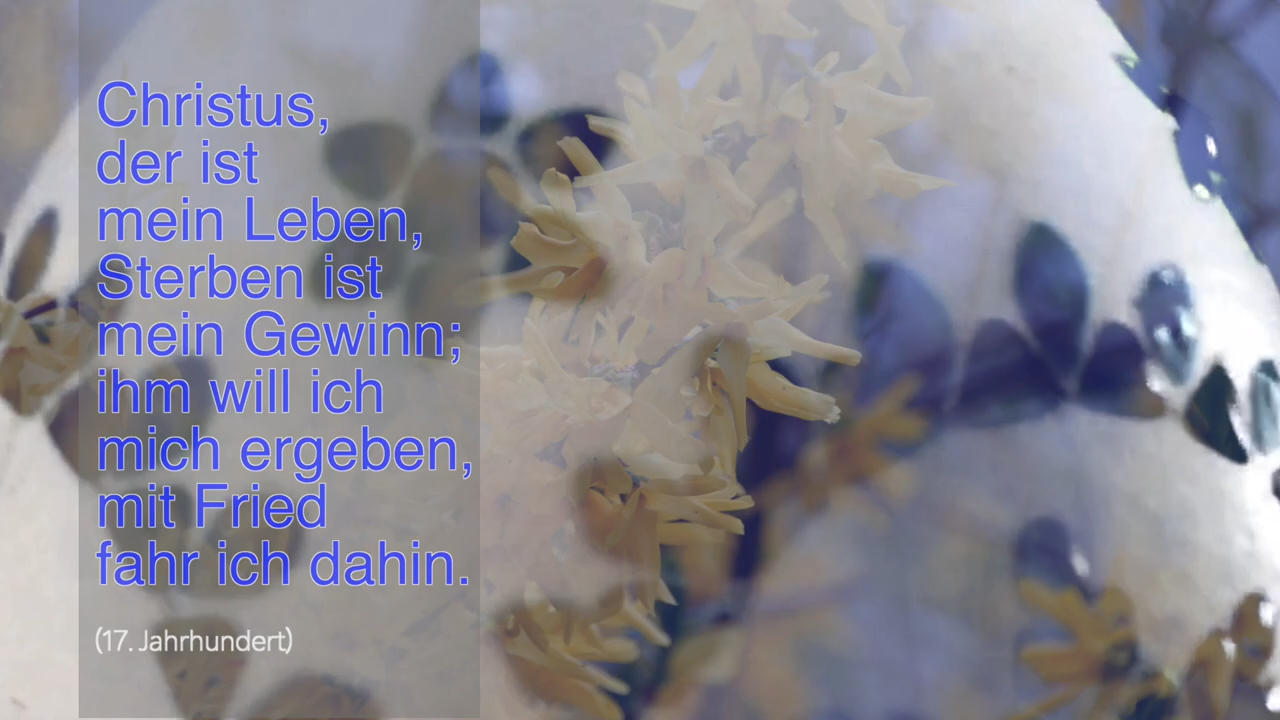 Christus,
der ist
mein Leben,
Sterben ist
mein Gewinn;
ihm will ich
mich ergeben,
mit Fried
fahr ich dahin.
(17. Jahrhundert)